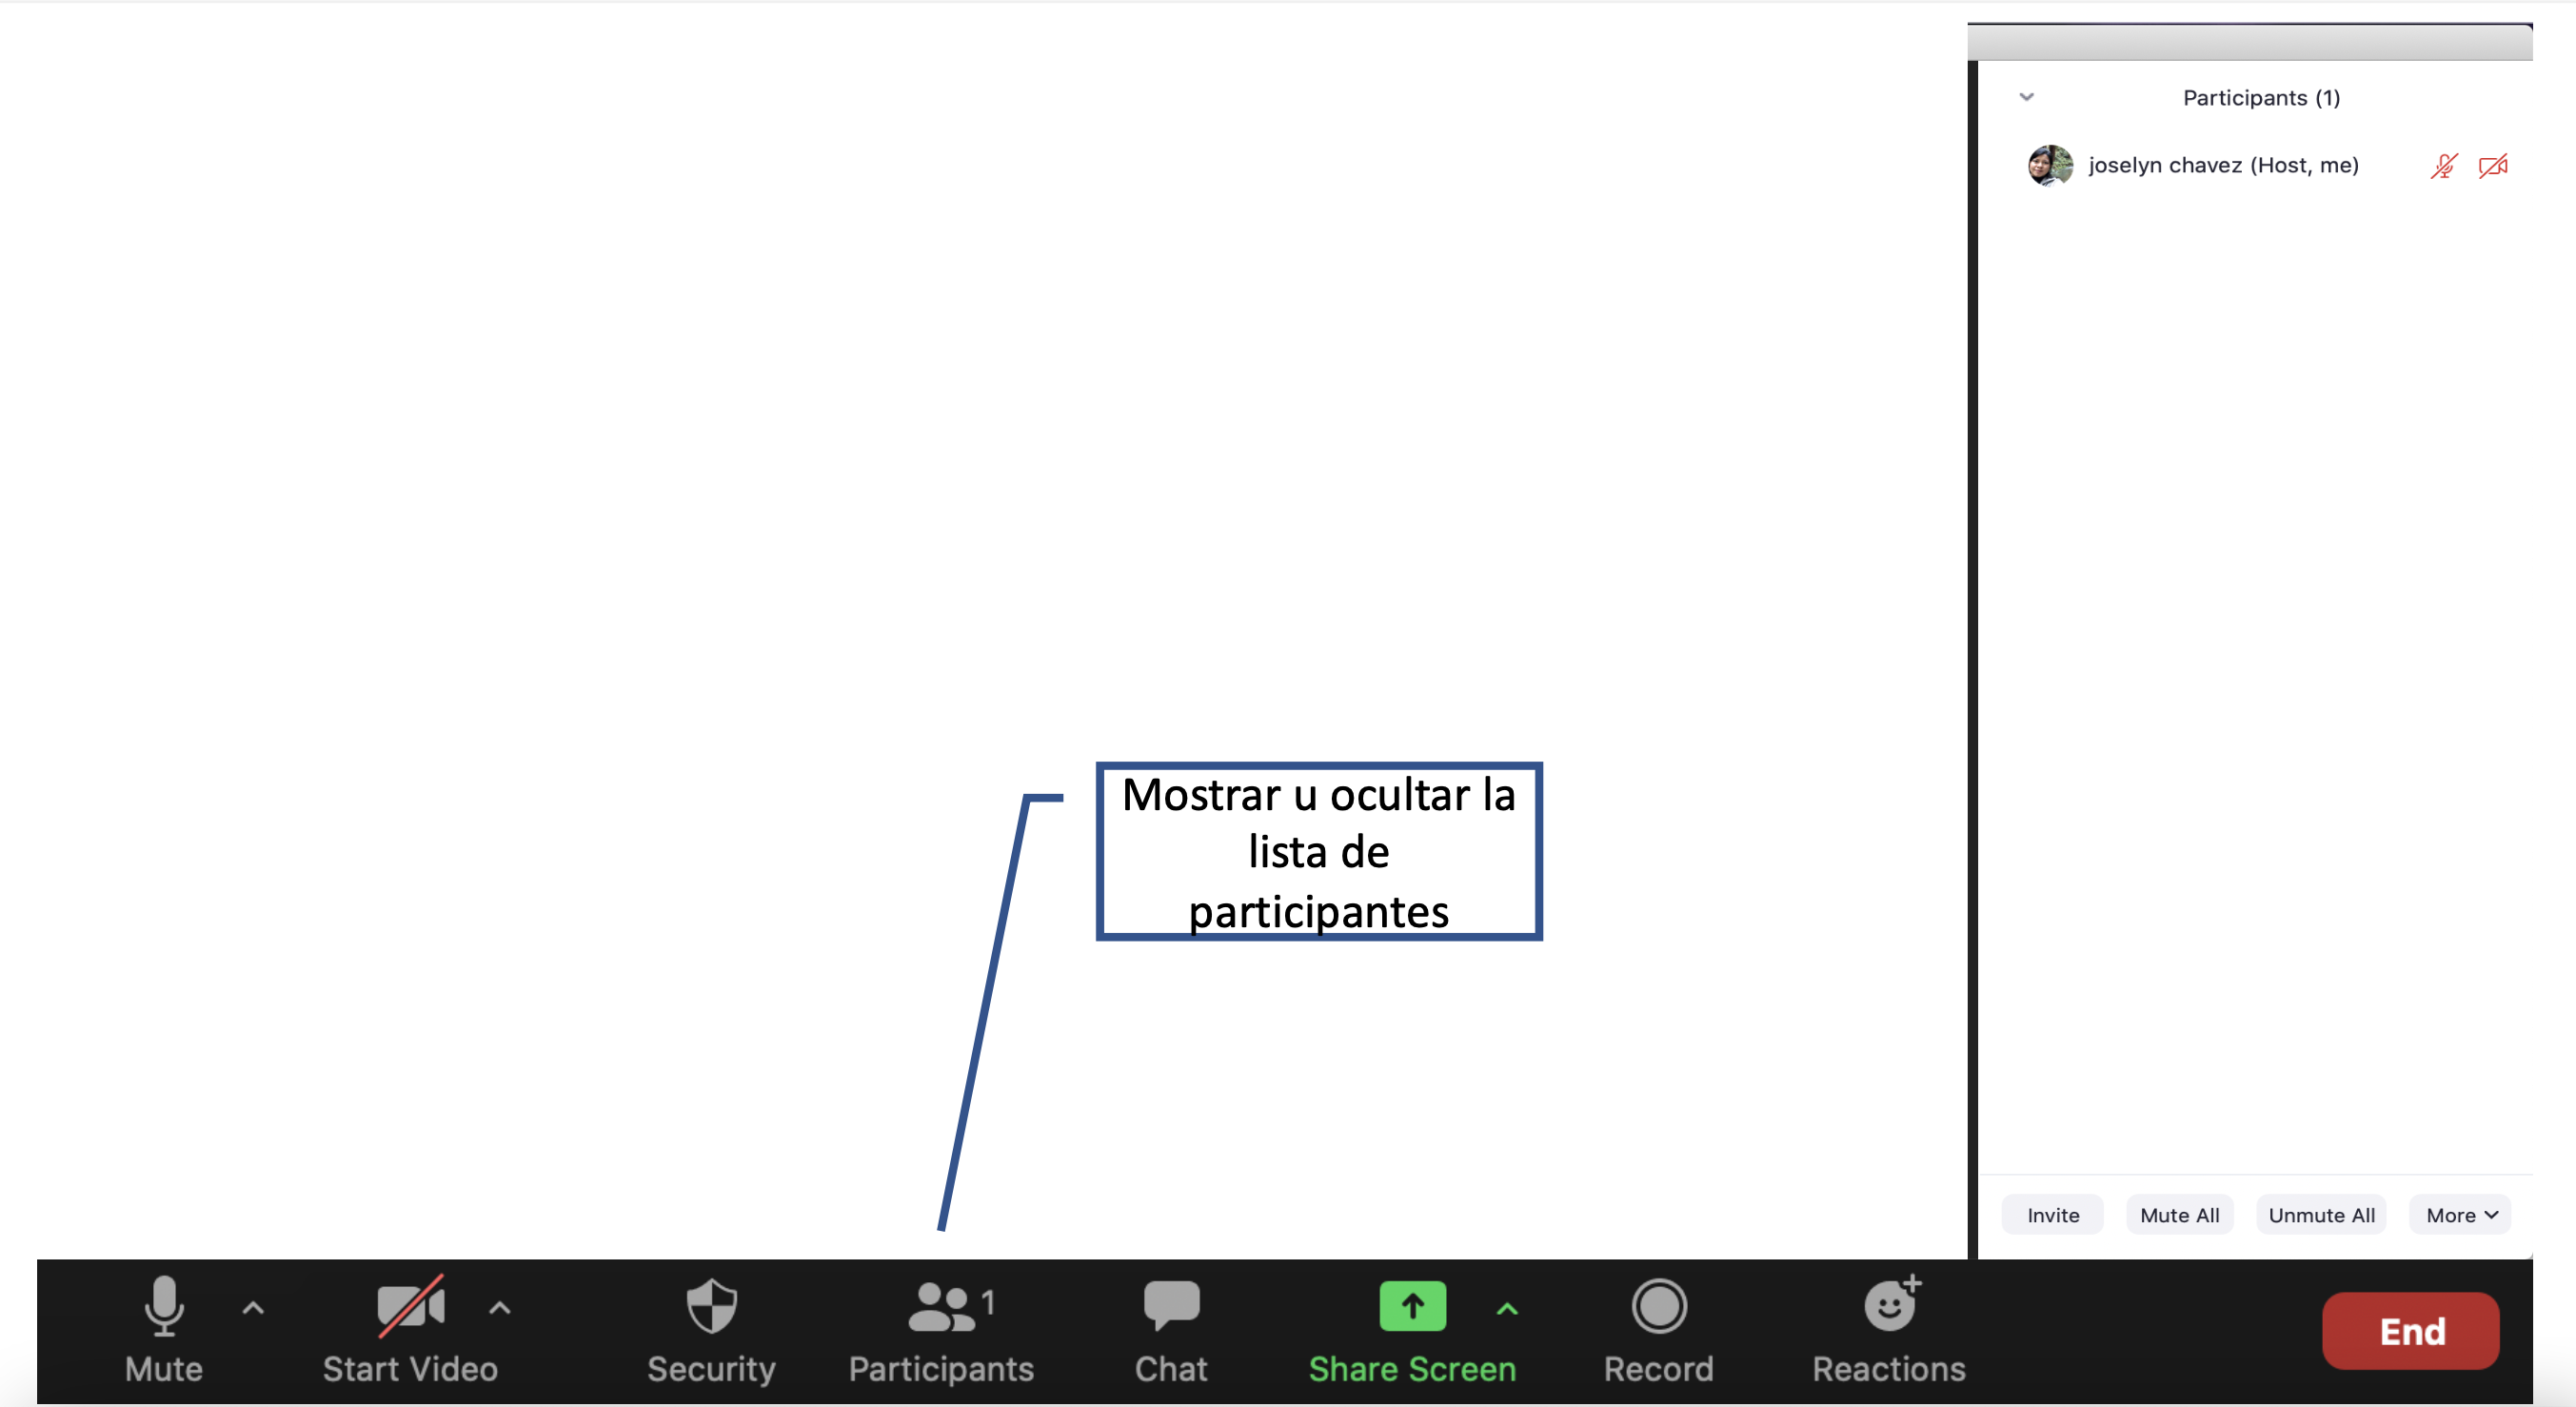 Participants (1)
joselyn chavez (Host, me)
Mostrar u ocultar la
lista de
participantes
Invite
Mute All
Unmute All
More
1
Mute
Start Video
Security
Participants
Chat
Share Screen
Record
Reactions
End